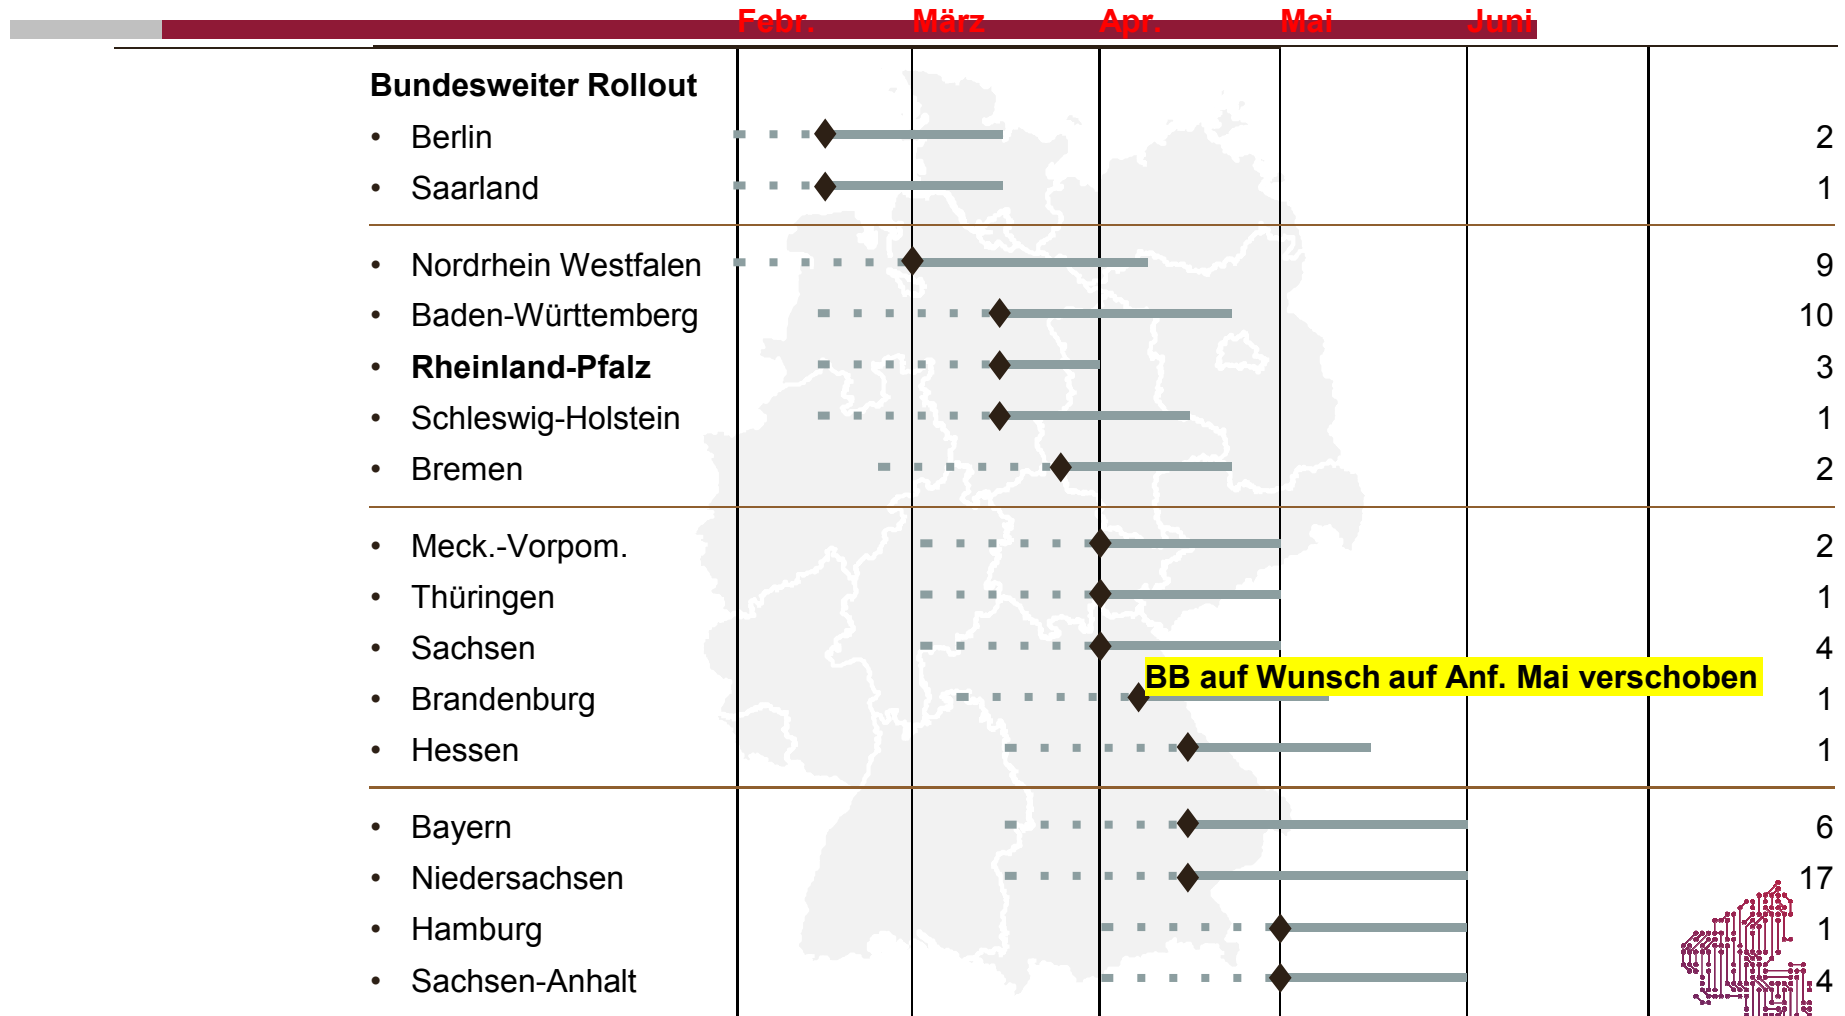 Febr. März Apr. Mai Juni
Bundesweiter Rollout
• Berlin 2
• Saarland 1
• Nordrhein Westfalen 9
• Baden-Württemberg 10
• Rheinland-Pfalz 3
• Schleswig-Holstein 1
• Bremen 2
• Meck.-Vorpom. 2
• Thüringen 1
• Sachsen 4
BB auf Wunsch auf Anf. Mai verschoben
• Brandenburg 1
• Hessen 1
• Bayern 6
• Niedersachsen 17
• Hamburg 1
• Sachsen-Anhalt 4